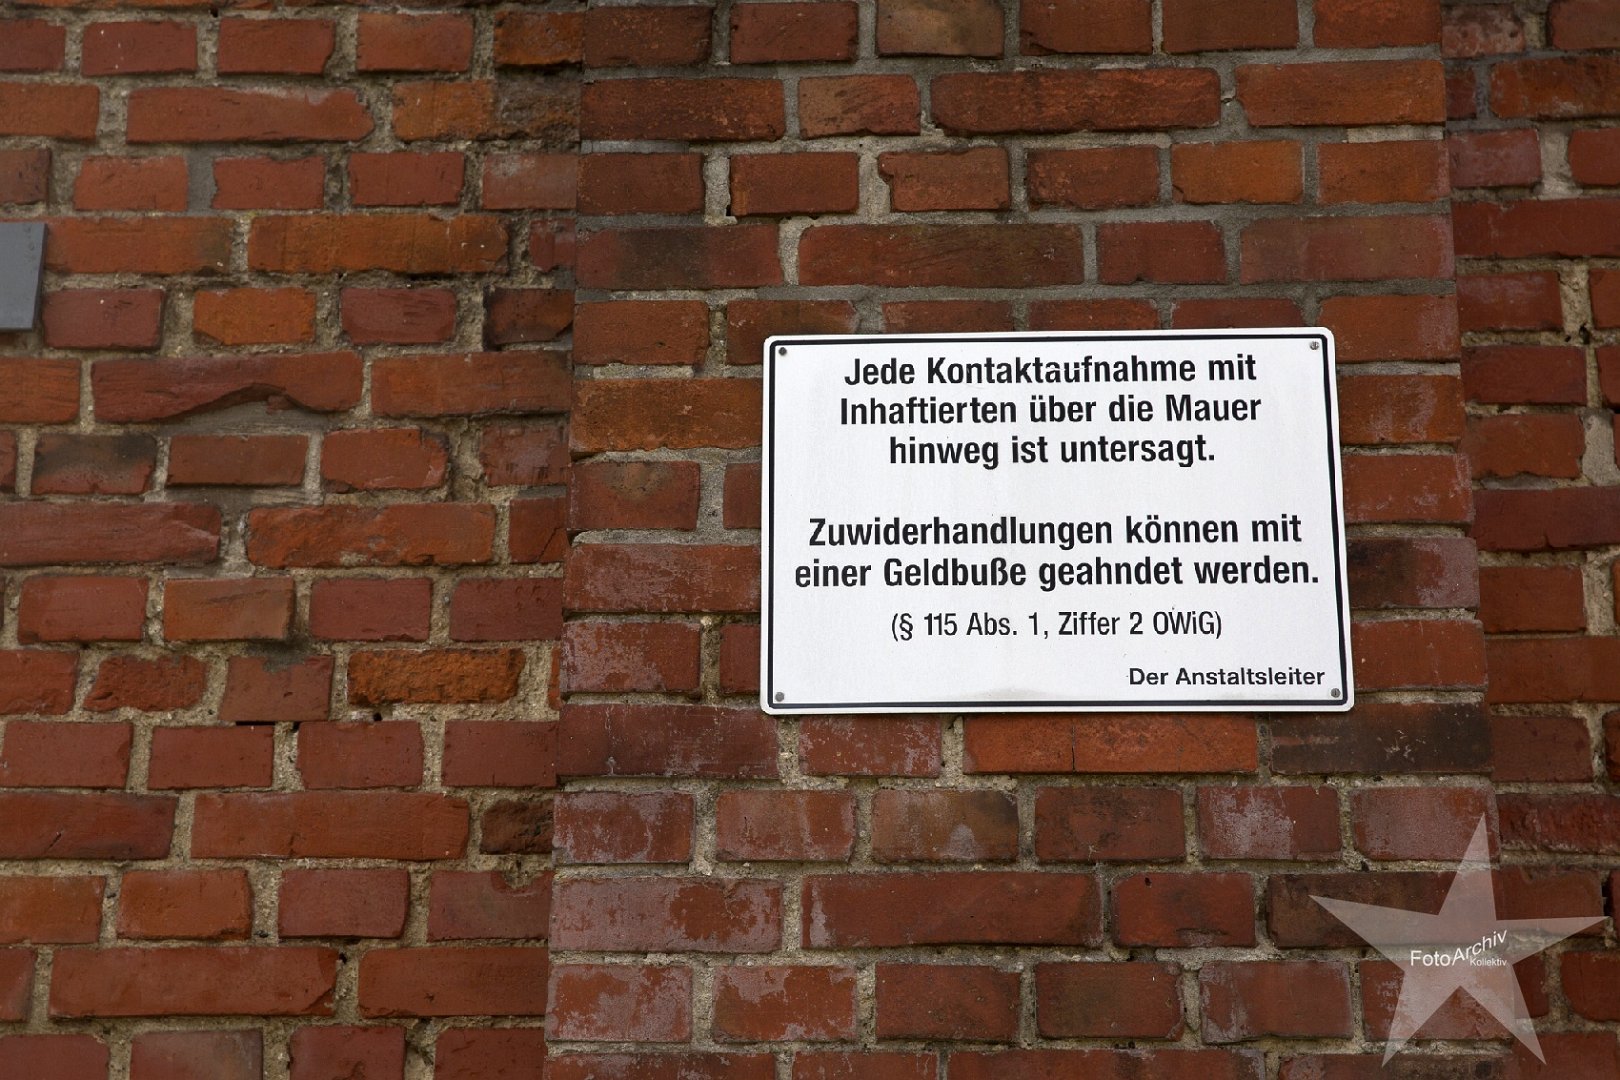 Jede Kontaktaufnahme mit
Inhaftierten über die Mauer
hinweg ist untersagt.
Zuwiderhandlungen können mit
einer Geldbuße geahndet werden.
(§ 115 Abs. 1, Ziffer 2 OWiG)
Der Anstaltsleiter
FotoArchiv
Kollektiv